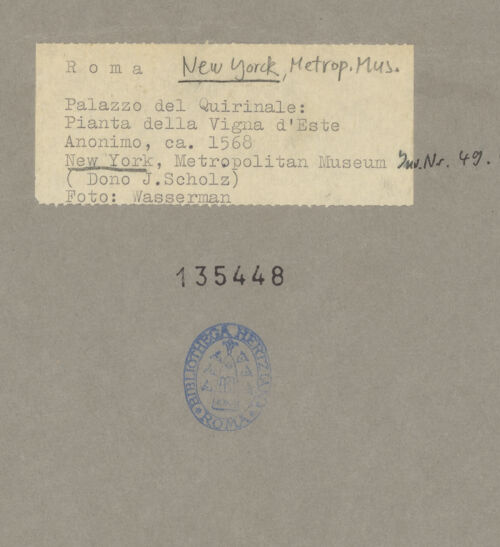 Roma New Yorck, Metrop. Mus.
Palazzo del Quirinale:
Pianta della Vigna d'Este
Anonimo, ca. 1568
New York, Metropolitan Museum Inv. Nr. 49.
( Dono J.Scholz)
Foto: Wasserman
135448
BIBLIOTHECA HERTZIANA
ROMA